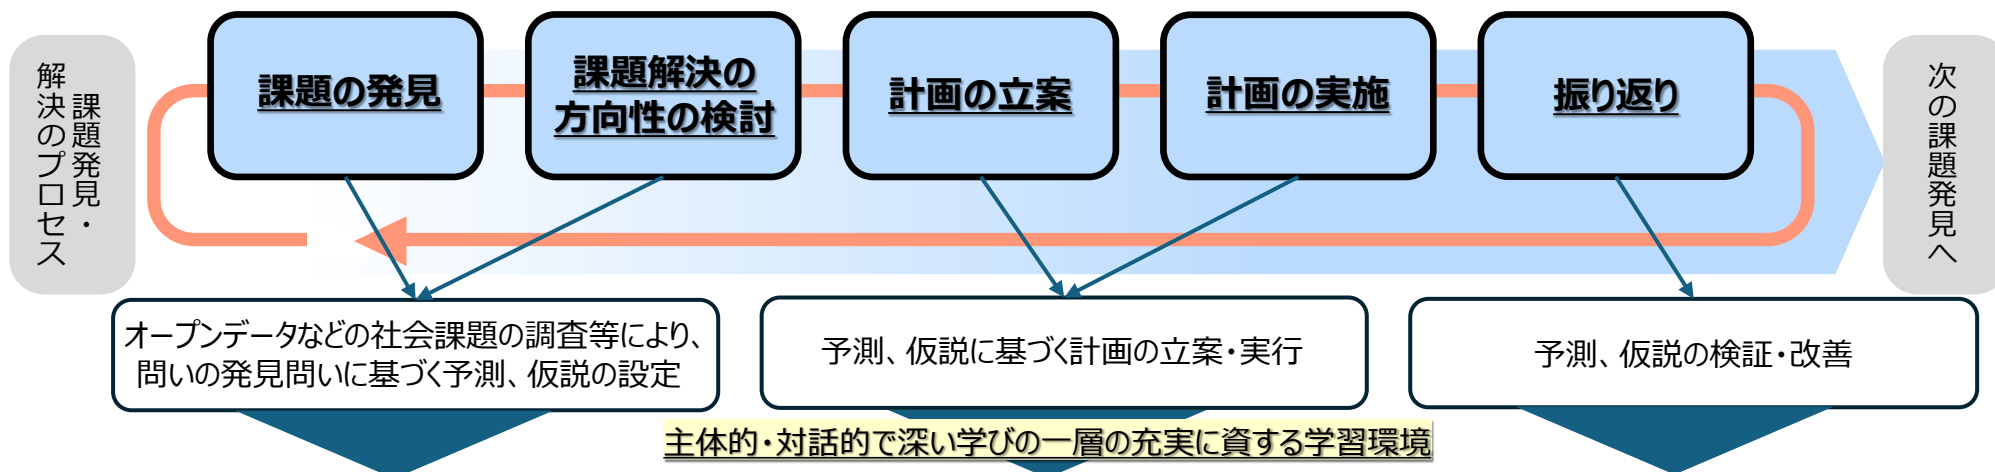 課題発見・
解決のプロセス
課題の発見
課題解決の
方向性の検討
計画の立案
計画の実施
振り返り
次の課題発見へ
オープンデータなどの社会課題の調査等により、
問いの発見問いに基づく予測、仮説の設定
予測、仮説に基づく計画の立案・実行
予測、仮説の検証・改善
主体的・対話的で深い学びの一層の充実に資する学習環境